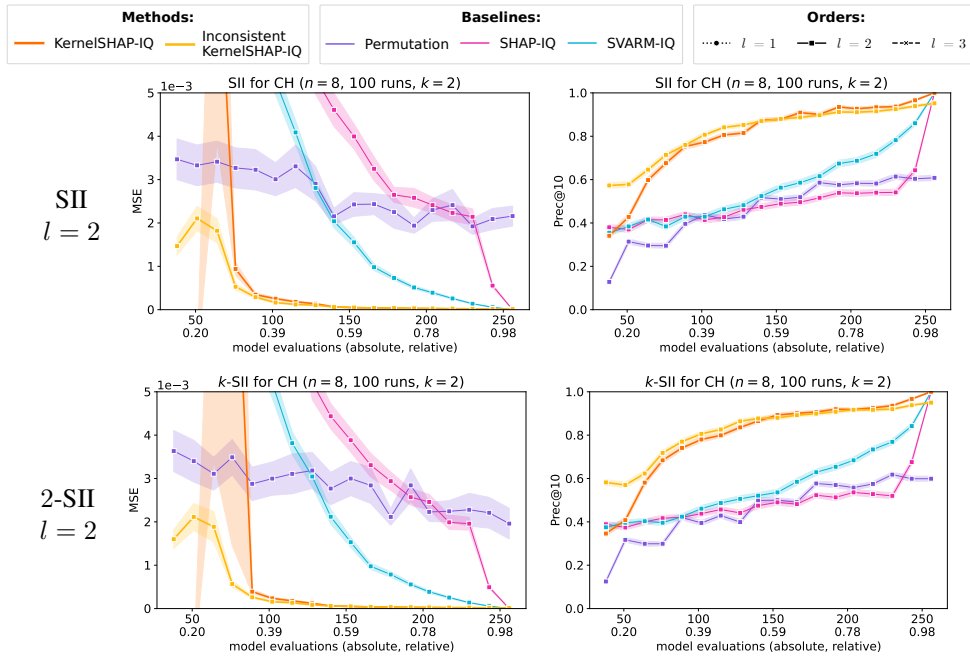 Methods:
KernelSHAP-IQ
Inconsistent
KernelSHAP-IQ
Baselines:
Permutation
SHAP-IQ
SVARM-IQ
Orders:
l = 1
l = 2
l = 3
SII
l = 2
SII for CH (n = 8, 100 runs, k = 2)
1e−3
MSE
5
4
3
2
1
0
50 100 150 200 250
0.20 0.39 0.59 0.78 0.98
model evaluations (absolute, relative)
SII for CH (n = 8, 100 runs, k = 2)
Prec@10
1.0
0.8
0.6
0.4
0.2
0.0
50 100 150 200 250
0.20 0.39 0.59 0.78 0.98
model evaluations (absolute, relative)
2-SII
l = 2
k-SII for CH (n = 8, 100 runs, k = 2)
1e−3
MSE
5
4
3
2
1
0
50 100 150 200 250
0.20 0.39 0.59 0.78 0.98
model evaluations (absolute, relative)
k-SII for CH (n = 8, 100 runs, k = 2)
Prec@10
1.0
0.8
0.6
0.4
0.2
0.0
50 100 150 200 250
0.20 0.39 0.59 0.78 0.98
model evaluations (absolute, relative)